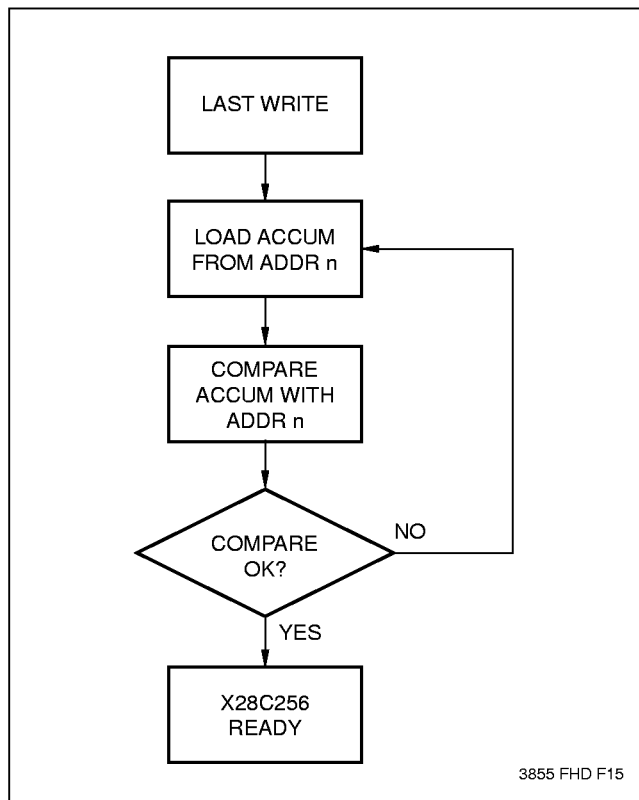 LAST WRITE
LOAD ACCUM
FROM ADDR n
COMPARE
ACCUM WITH
ADDR n
COMPARE
OK?
NO
YES
X28C256
READY
3855 FHD F15